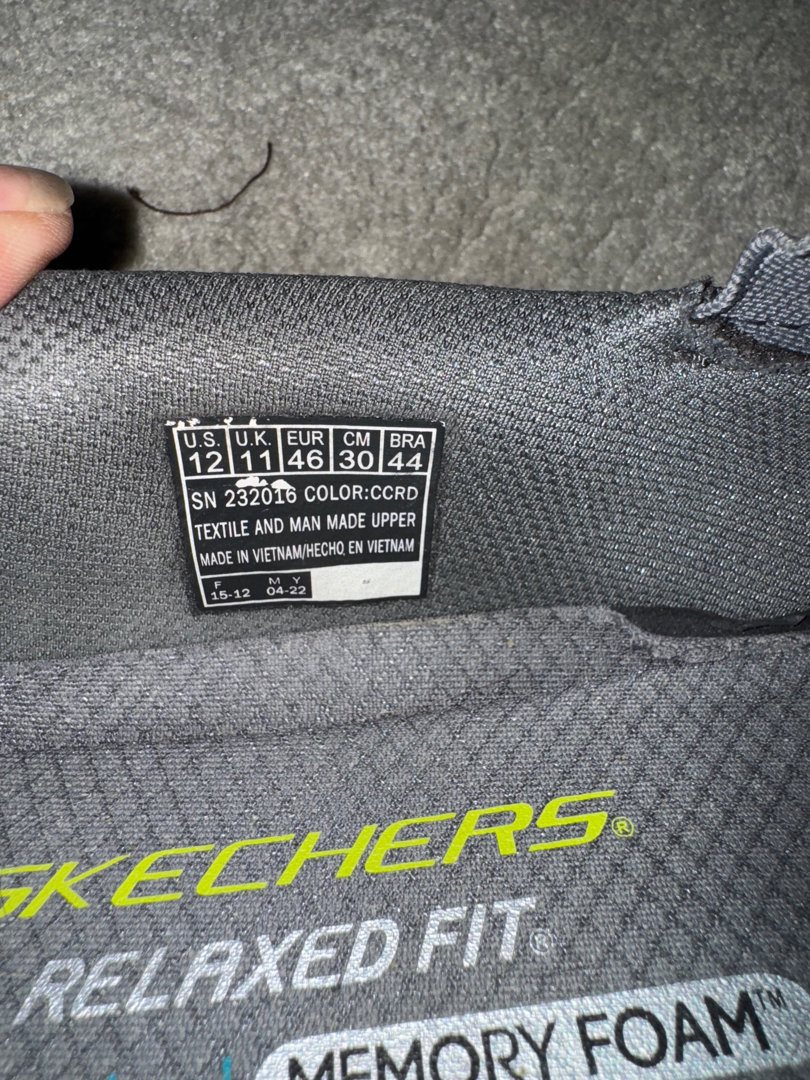 U.S. U.K. EUR CM BRA
12 11 46 30 44
SN 232016 COLOR:CCRD
TEXTILE AND MAN MADE UPPER
MADE IN VIETNAM/HECHO EN VIETNAM
F M Y
15-12 04-22
SKECHERS®
RELAXED FIT®
MEMORY FOAM™